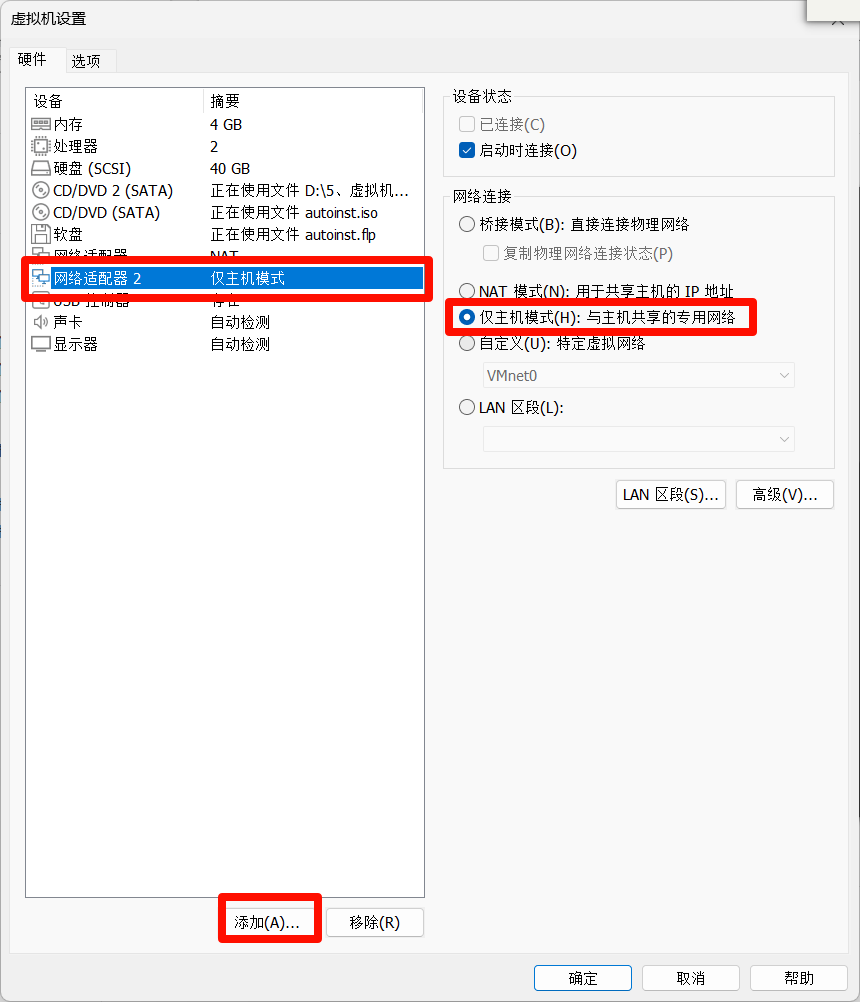 虚拟机设置
硬件 选项
设备 摘要
内存 4 GB
处理器 2
硬盘 (SCSI) 40 GB
CD/DVD 2 (SATA) 正在使用文件 D:\5、虚拟机...
CD/DVD (SATA) 正在使用文件 autoinst.iso
软盘 正在使用文件 autoinst.flp
网络适配器 NAT
网络适配器 2 仅主机模式
USB 控制器 存在
声卡 自动检测
显示器 自动检测
添加(A)... 移除(R)
设备状态
已连接(C)
启动时连接(O)
网络连接
桥接模式(B): 直接连接物理网络
复制物理网络连接状态(P)
NAT 模式(N): 用于共享主机的 IP 地址
仅主机模式(H): 与主机共享的专用网络
自定义(U): 特定虚拟网络
VMnet0
LAN 区段(L):
LAN 区段(S)... 高级(V)...
确定 取消 帮助